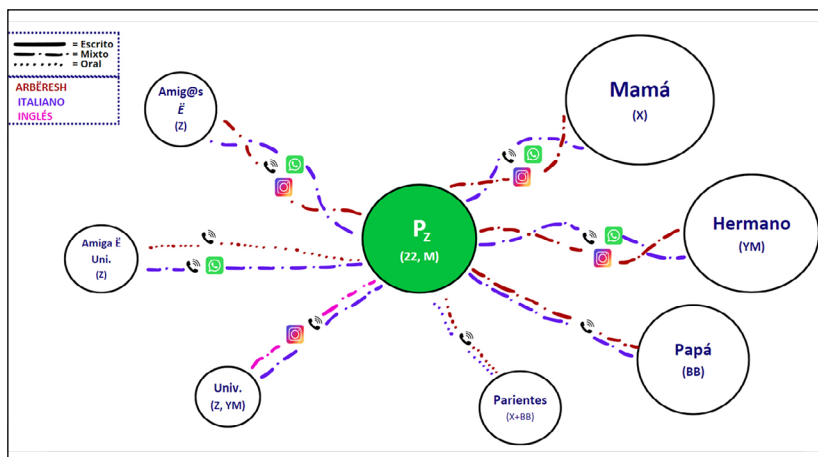 = Escrito
= Mixto
= Oral
ARBËRESH
ITALIANO
INGLÉS
Amig@s
Ë
(Z)
Mamá
(X)
Hermano
(YM)
Papá
(BB)
Parientes
(X+BB)
Univ.
(Z, YM)
Amiga Ë
Uni.
(Z)
PZ
(22, M)